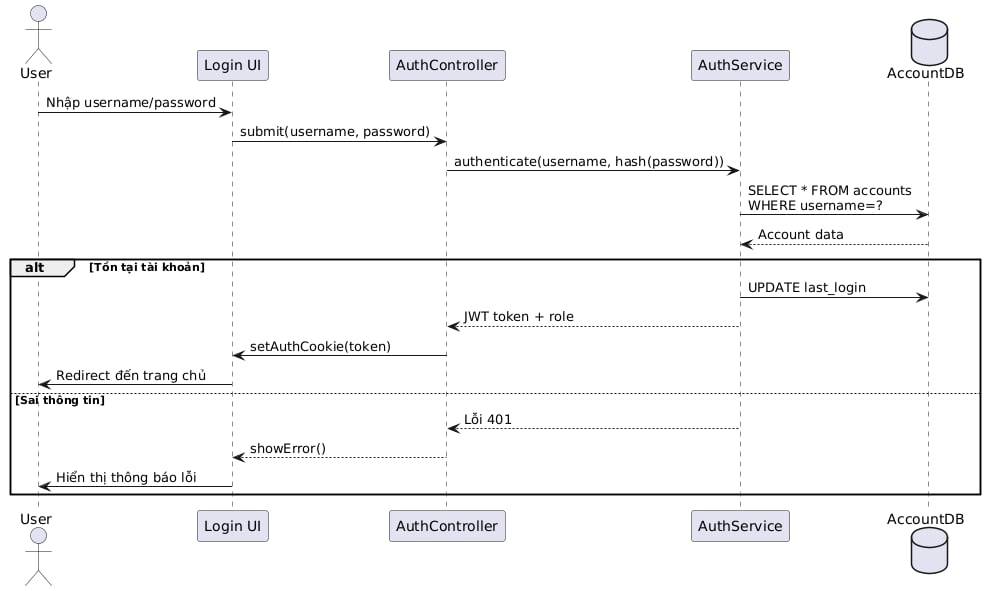 User
Login UI
AuthController
AuthService
AccountDB
Nhập username/password
submit(username, password)
authenticate(username, hash(password))
SELECT * FROM accounts
WHERE username=?
Account data
alt
[Tồn tại tài khoản]
UPDATE last_login
JWT token + role
setAuthCookie(token)
Redirect đến trang chủ
[Sai thông tin]
Lỗi 401
showError()
Hiển thị thông báo lỗi
User
Login UI
AuthController
AuthService
AccountDB